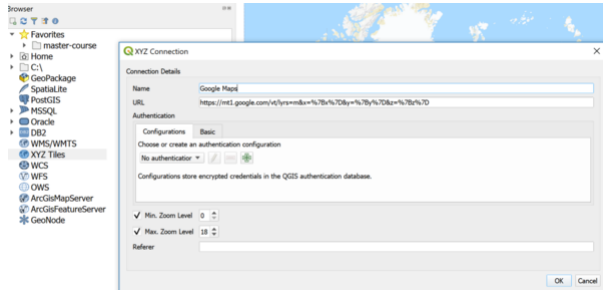 Browser
Favorites
master-course
Home
C:\
GeoPackage
SpatiaLite
PostGIS
MSSQL
Oracle
DB2
WMS/WMTS
XYZ Tiles
WCS
WFS
OWS
ArcGisMapServer
ArcGisFeatureServer
GeoNode
XYZ Connection
Connection Details
Name Google Maps
URL https://mt1.google.com/vt/lyrs=m&x=%7Bx%7D&y=%7By%7D&z=%7Bz%7D
Authentication
Configurations Basic
Choose or create an authentication configuration
No authentication
Configurations store encrypted credentials in the QGIS authentication database.
Min. Zoom Level 0
Max. Zoom Level 18
Referer
OK Cancel